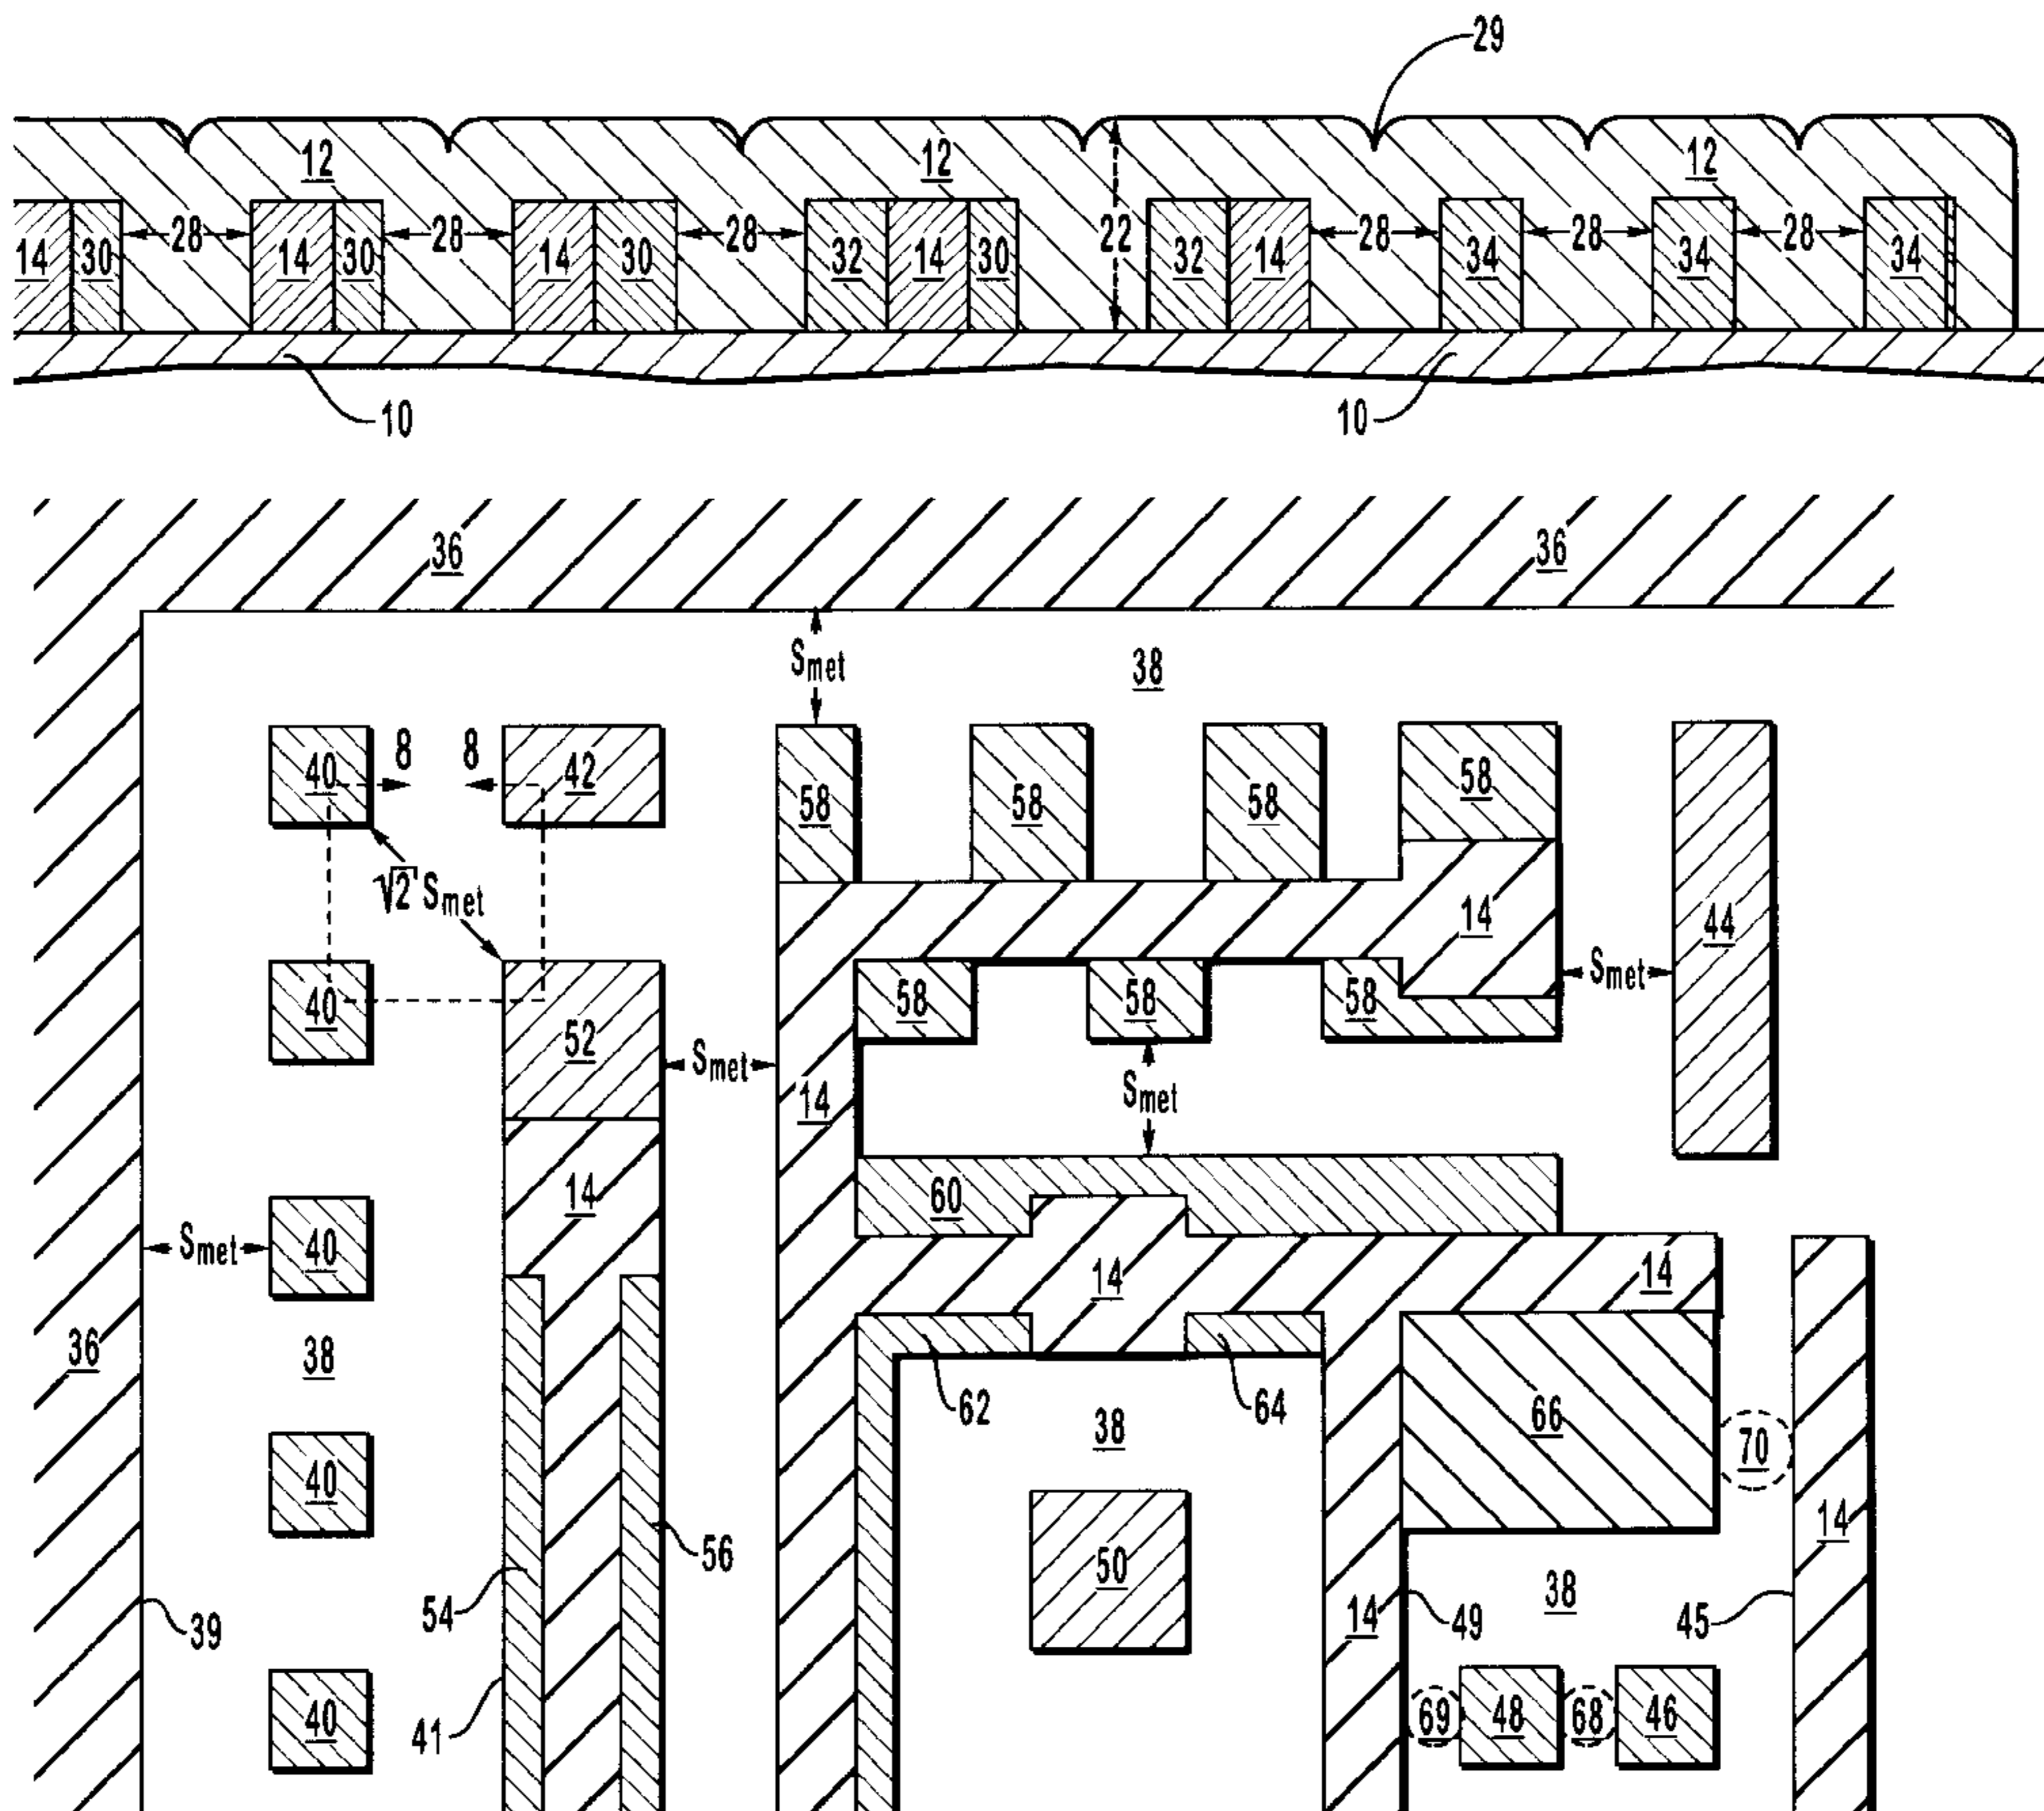 29
12 12 12
28 28 28 22 28 28 28
14 30 14 30 14 30 32 14 30 32 14 34 34 34
10 10
36 36
Smet 38
40 8 8 42 58 58 58 58
√2 Smet
14 44
40 52 58 58 58 Smet
Smet 14 Smet
14 60
Smet 40 14 14
36 38 62 64 66
38 70
40
54 56 50 14
39 38 14 49 45
41 40 69 48 68 46